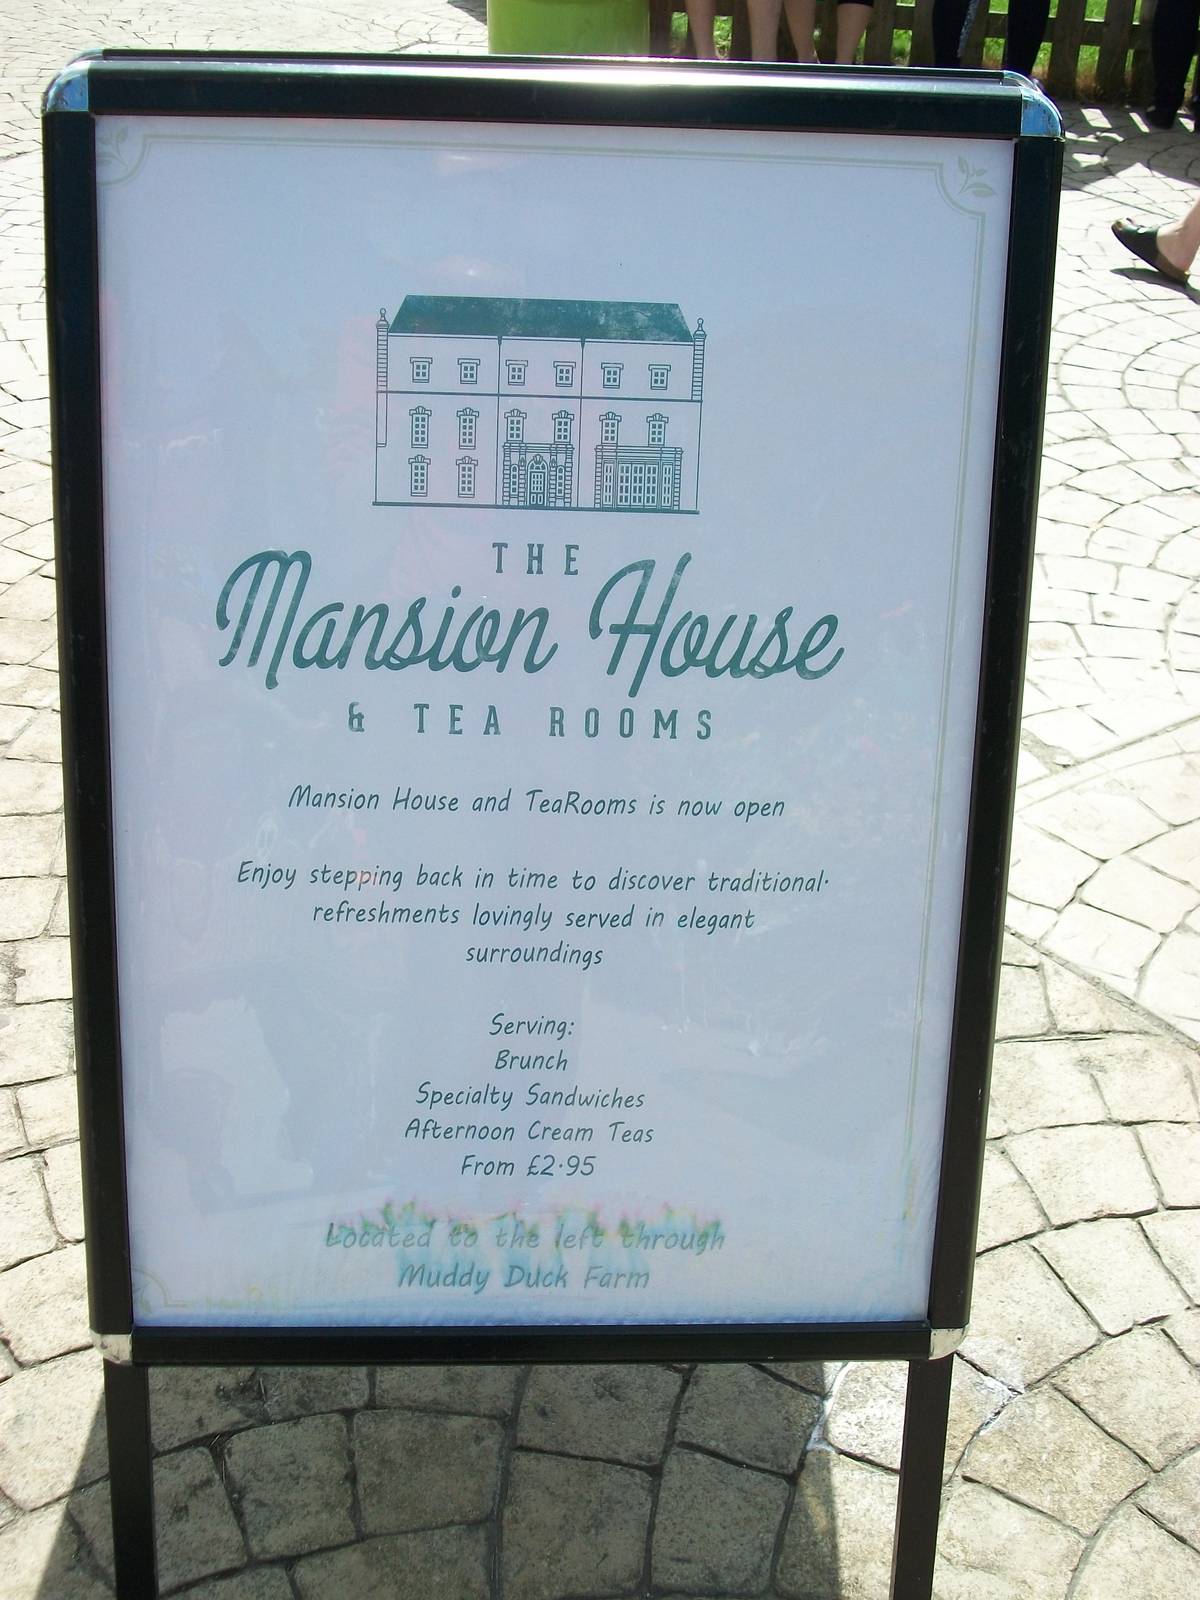 THE
Mansion House
& TEA ROOMS
Mansion House and TeaRooms is now open
Enjoy stepping back in time to discover traditional·
refreshments lovingly served in elegant
surroundings
Serving:
Brunch
Specialty Sandwiches
Afternoon Cream Teas
From £2·95
Located to the left through
Muddy Duck Farm